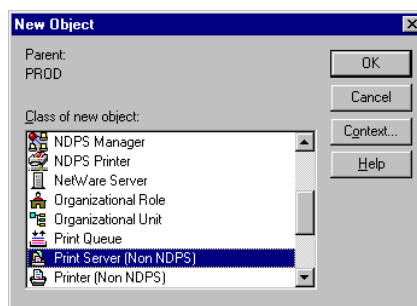 New Object
Parent:
PROD
OK
Cancel
Context...
Help
Class of new object:
NDPS Manager
NDPS Printer
NetWare Server
Organizational Role
Organizational Unit
Print Queue
Print Server (Non NDPS)
Printer (Non NDPS)